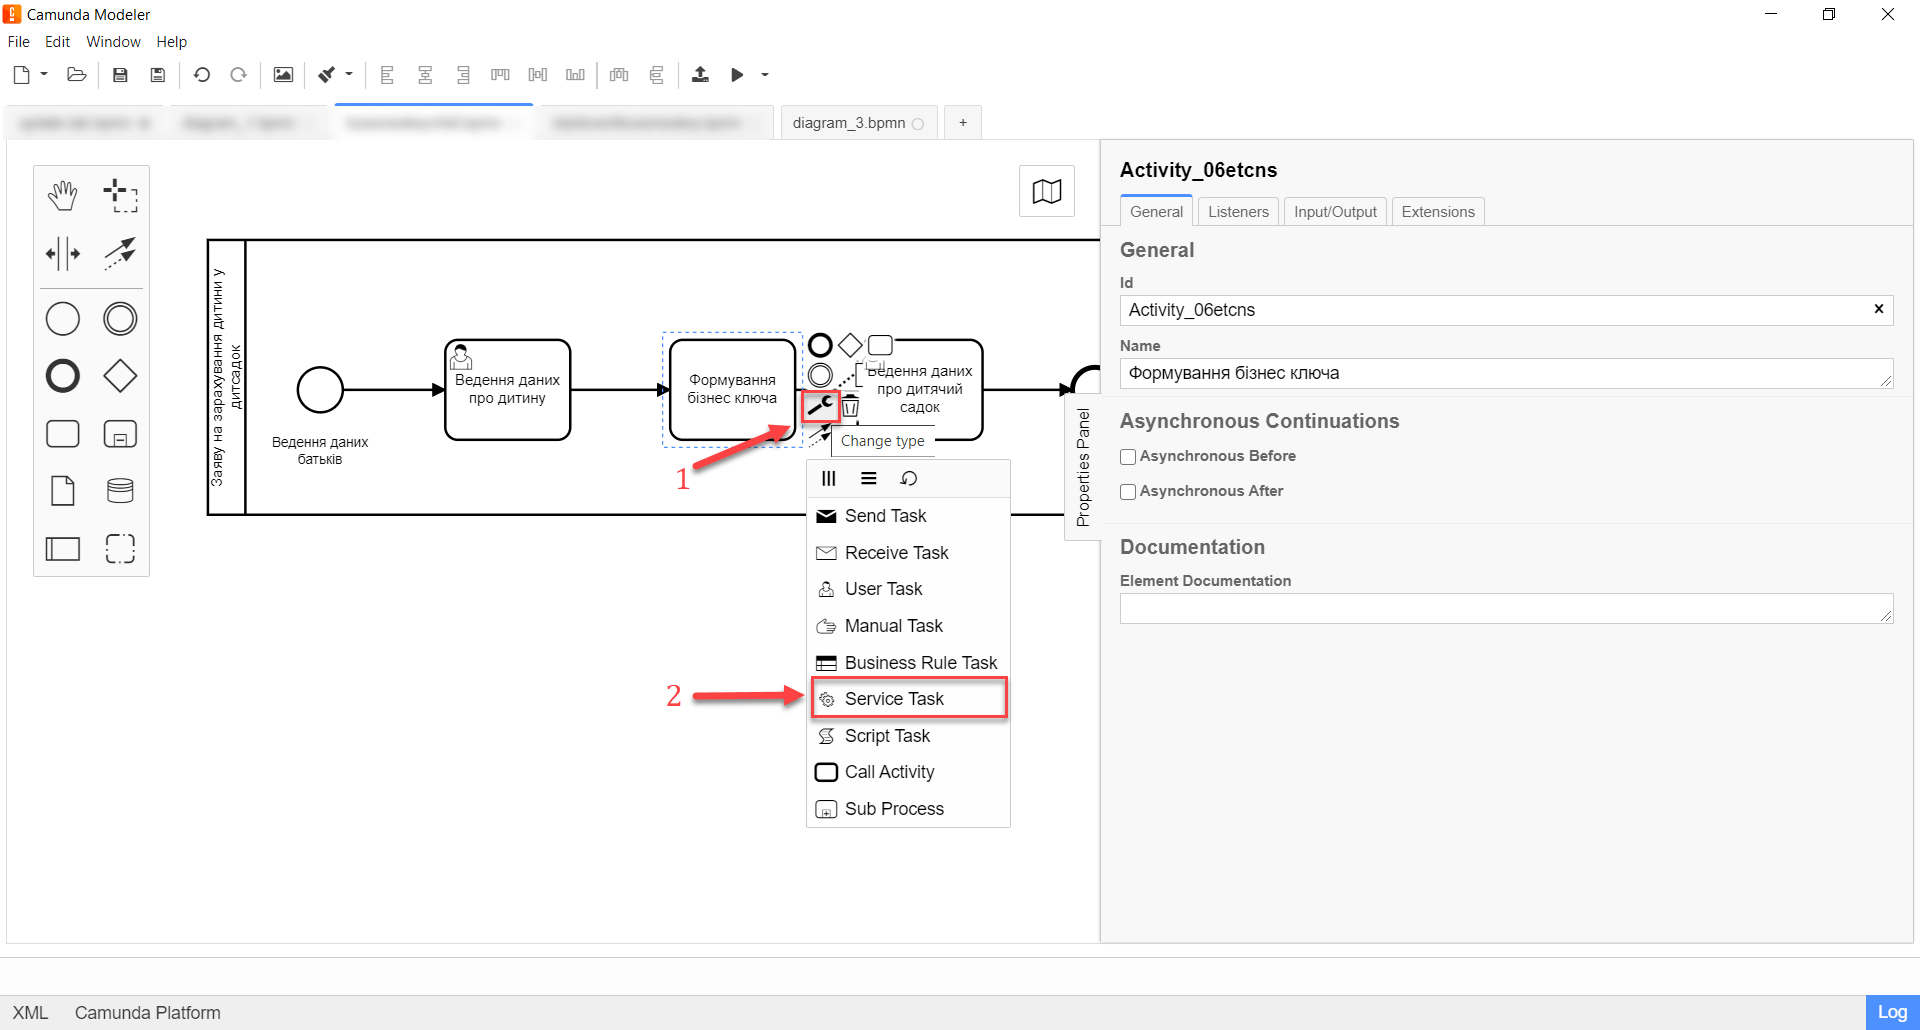 Camunda Modeler
File Edit Window Help
diagram_3.bpmn
+
Заяву на зарахування дитини у
дитсадок
Ведення даних
батьків
Ведення даних
про дитину
Формування
бізнес ключа
Ведення даних
про дитячий
садок
Change type
1
Send Task
Receive Task
User Task
Manual Task
Business Rule Task
2
Service Task
Script Task
Call Activity
Sub Process
Properties Panel
Activity_06etcns
General Listeners Input/Output Extensions
General
Id
Activity_06etcns
Name
Формування бізнес ключа
Asynchronous Continuations
Asynchronous Before
Asynchronous After
Documentation
Element Documentation
XML Camunda Platform
Log